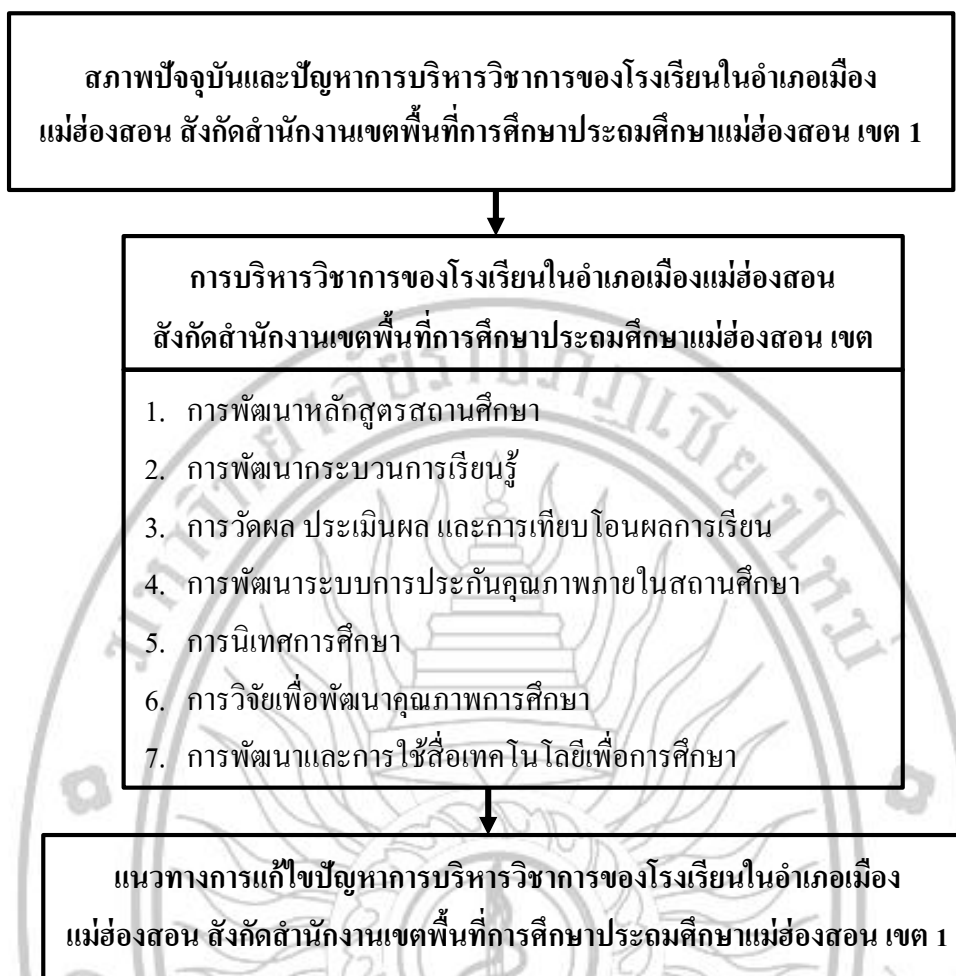 สภาพปัจจุบันและปัญหาการบริหารวิชาการของโรงเรียนในอำเภอเมือง
แม่ฮ่องสอน สังกัดสำนักงานเขตพื้นที่การศึกษาประถมศึกษาแม่ฮ่องสอน เขต 1
การบริหารวิชาการของโรงเรียนในอำเภอเมืองแม่ฮ่องสอน
สังกัดสำนักงานเขตพื้นที่การศึกษาประถมศึกษาแม่ฮ่องสอน เขต
1. การพัฒนาหลักสูตรสถานศึกษา
2. การพัฒนากระบวนการเรียนรู้
3. การวัดผล ประเมินผล และการเทียบโอนผลการเรียน
4. การพัฒนาระบบการประกันคุณภาพภายในสถานศึกษา
5. การนิเทศการศึกษา
6. การวิจัยเพื่อพัฒนาคุณภาพการศึกษา
7. การพัฒนาและการใช้สื่อเทคโนโลยีเพื่อการศึกษา
แนวทางการแก้ไขปัญหาการบริหารวิชาการของโรงเรียนในอำเภอเมือง
แม่ฮ่องสอน สังกัดสำนักงานเขตพื้นที่การศึกษาประถมศึกษาแม่ฮ่องสอน เขต 1